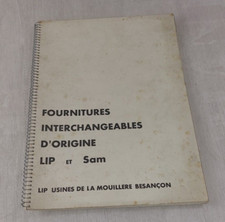 FOURNITURES
INTERCHANGEABLES
D'ORIGINE
LIP ET Sam
LIP USINES DE LA MOUILLERE BESANÇON